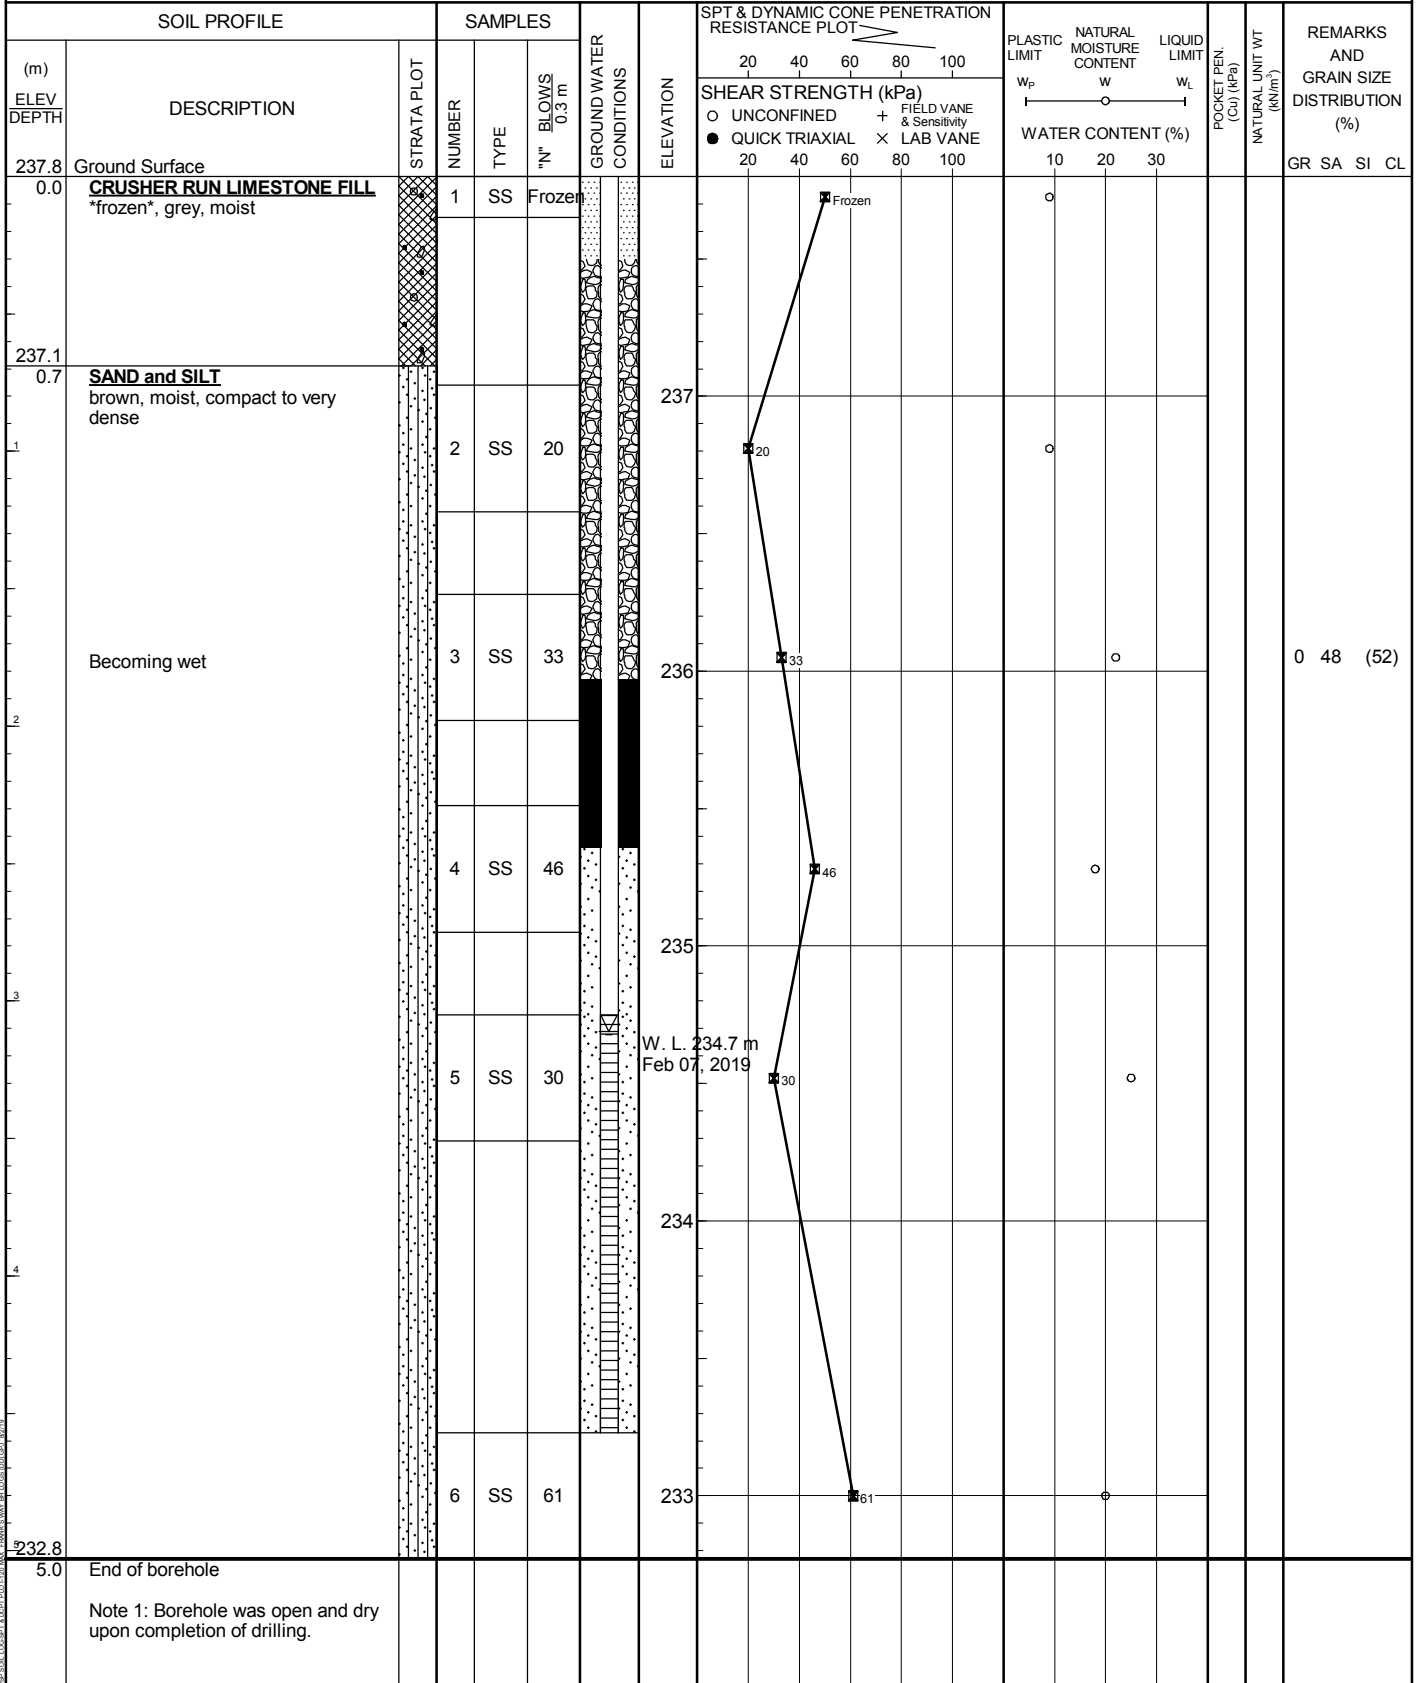 SOIL PROFILE
SAMPLES
GROUND WATER
CONDITIONS
ELEVATION
SPT & DYNAMIC CONE PENETRATION
RESISTANCE PLOT
20 40 60 80 100
SHEAR STRENGTH (kPa)
O UNCONFINED + FIELD VANE
& Sensitivity
● QUICK TRIAXIAL × LAB VANE
20 40 60 80 100
PLASTIC
LIMIT
NATURAL
MOISTURE
CONTENT
LIQUID
LIMIT
WP W WL
WATER CONTENT (%)
10 20 30
POCKET PEN.
(Cu) (kPa)
NATURAL UNIT WT
(kN/m³)
REMARKS
AND
GRAIN SIZE
DISTRIBUTION
(%)
GR SA SI CL
(m)
ELEV
DEPTH
DESCRIPTION
STRATA PLOT
NUMBER
TYPE
"N" BLOWS
0.3 m
237.8 Ground Surface
0.0 CRUSHER RUN LIMESTONE FILL
*frozen*, grey, moist
1 SS Frozen
Frozen
237.1
0.7 SAND and SILT
brown, moist, compact to very
dense
237
1
2 SS 20
20
Becoming wet
3 SS 33
33
236
0 48 (52)
2
4 SS 46
46
235
3
W. L. 234.7 m
Feb 07, 2019
5 SS 30
30
234
4
6 SS 61
233
61
5
232.8
5.0 End of borehole
Note 1: Borehole was open and dry
upon completion of drilling.